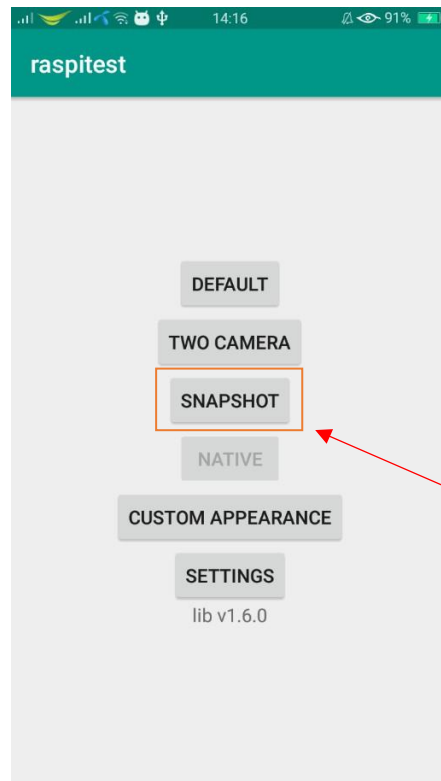 14:16
91%
raspitest
DEFAULT
TWO CAMERA
SNAPSHOT
NATIVE
CUSTOM APPEARANCE
SETTINGS
lib v1.6.0